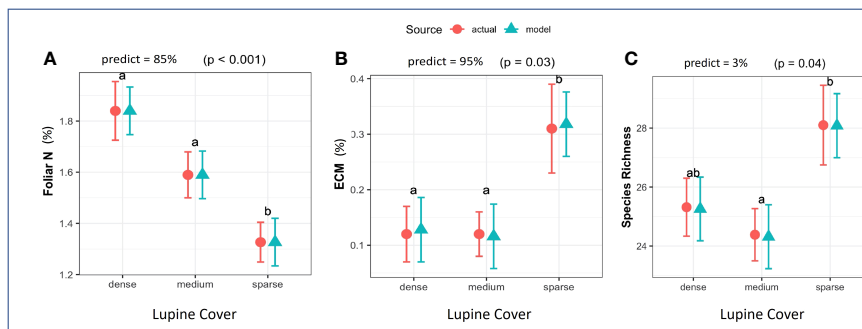 Source actual model
A predict = 85% (p < 0.001)
Foliar N (%)
1.8
1.6
1.4
1.2
a
a
b
dense medium sparse
Lupine Cover
B predict = 95% (p = 0.03)
ECM (%)
0.4
0.3
0.2
0.1
a
a
b
dense medium sparse
Lupine Cover
C predict = 3% (p = 0.04)
Species Richness
28
26
24
ab
a
b
dense medium sparse
Lupine Cover